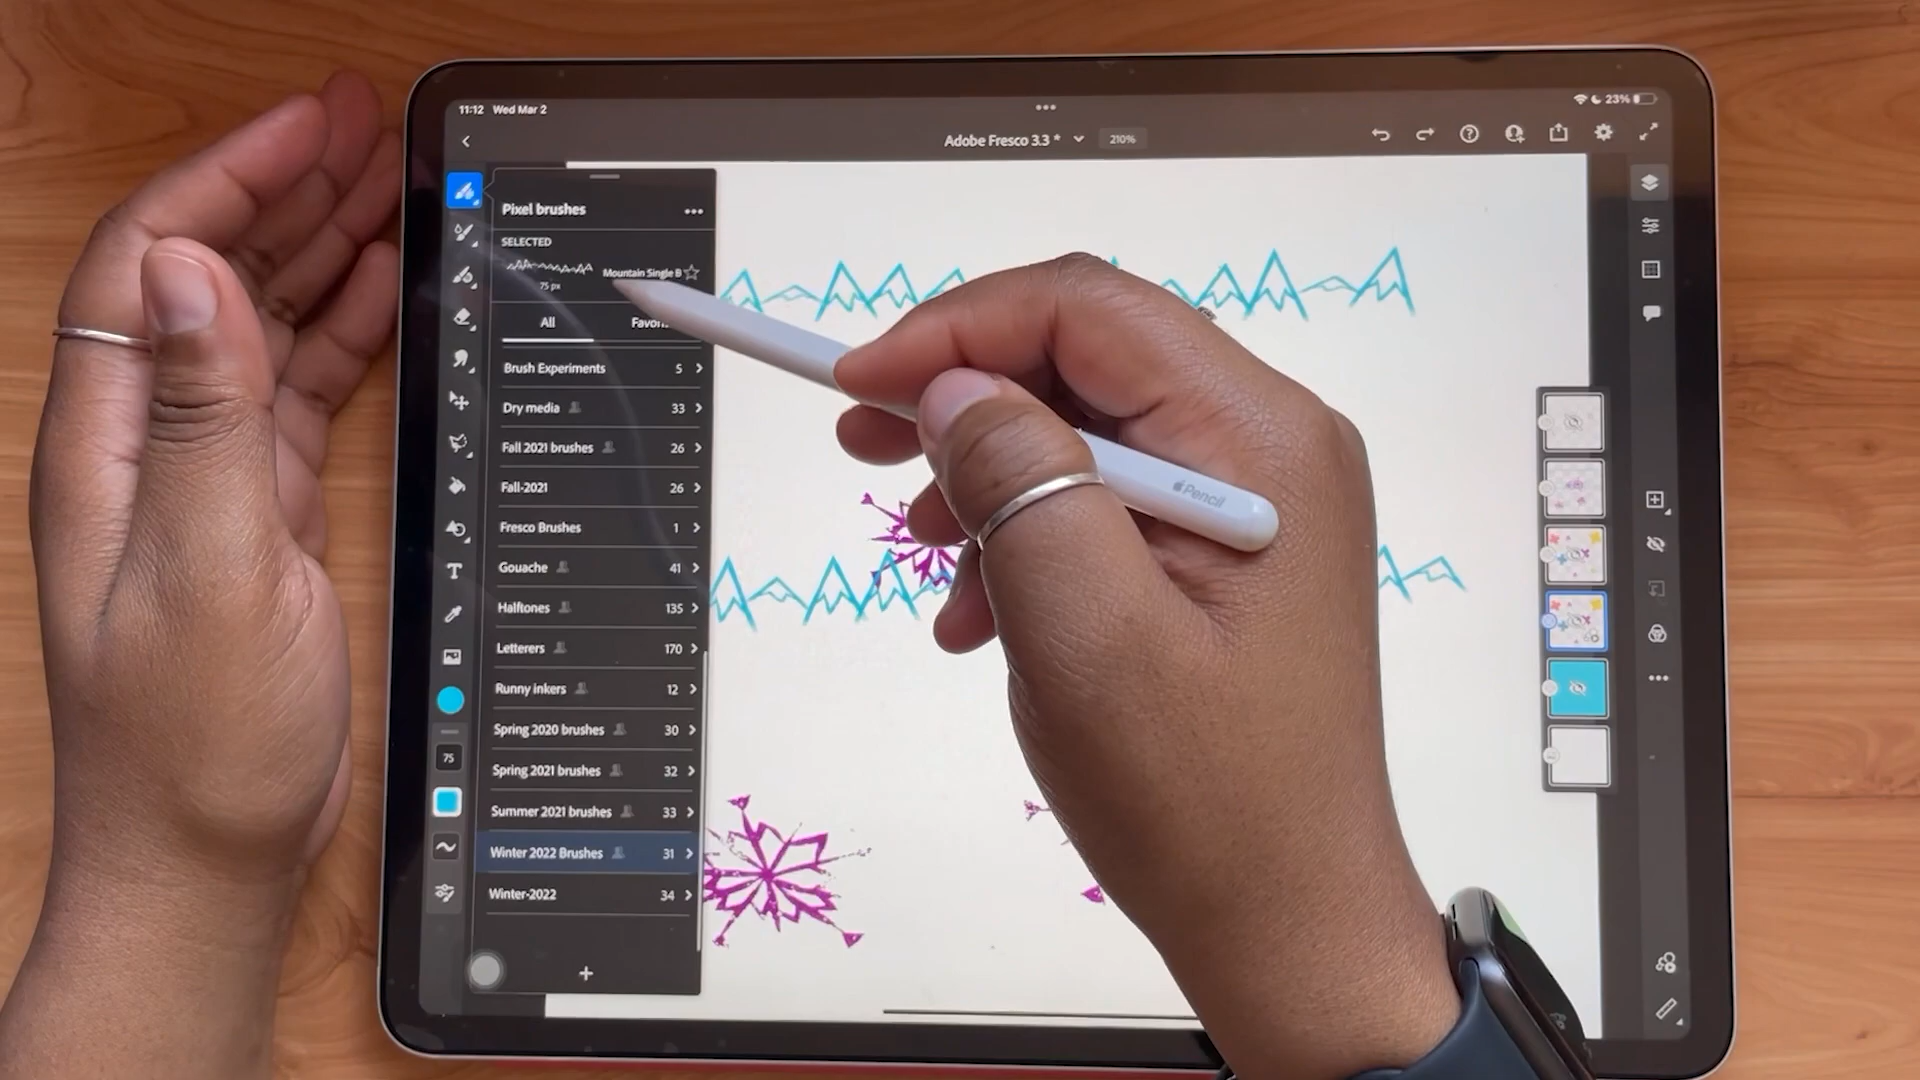 11:12 Wed Mar 2
23%
Adobe Fresco 3.3 *
210%
Pixel brushes
SELECTED
Mountain Single B
75 px
All
Brush Experiments 5
Dry media 33
Fall 2021 brushes 26
Fall-2021 26
Fresco Brushes 1
Gouache 41
Halftones 135
Letterers 170
Runny inkers 12
Spring 2020 brushes 30
Spring 2021 brushes 32
Summer 2021 brushes 33
Winter 2022 Brushes 31
Winter-2022 34
T
75
Pencil